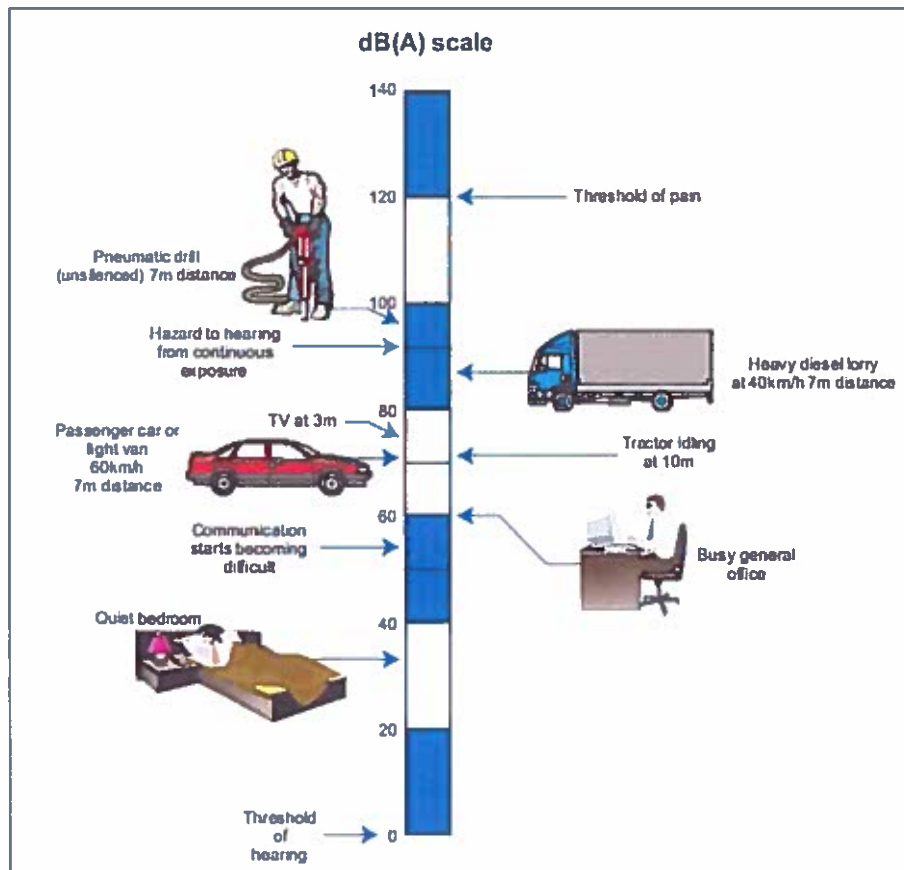 dB(A) scale
140
120
Threshold of pain
Pneumatic drill
(unsilenced) 7m distance
100
Hazard to hearing
from continuous
exposure
Heavy diesel lorry
at 40km/h 7m distance
80
TV at 3m
Passenger car or
light van
60km/h
7m distance
Tractor idling
at 10m
60
Communication
starts becoming
difficult
Busy general
office
Quiet bedroom
40
20
Threshold
of
hearing
0